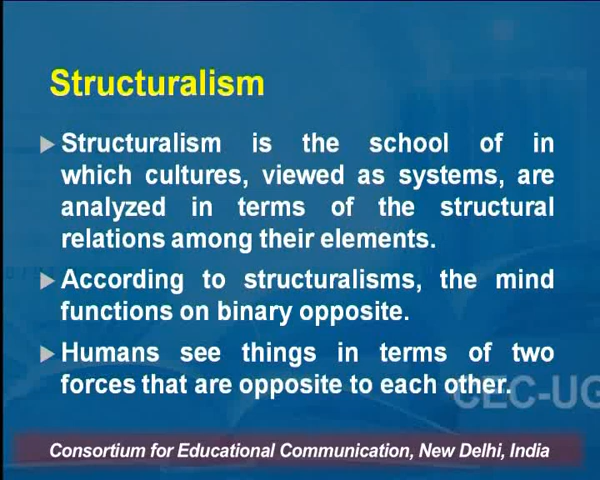 Structuralism
Structuralism is the school of in
which cultures, viewed as systems, are
analyzed in terms of the structural
relations among their elements.
According to structuralisms, the mind
functions on binary opposite.
Humans see things in terms of two
forces that are opposite to each other.
CEC-UG
Consortium for Educational Communication, New Delhi, India